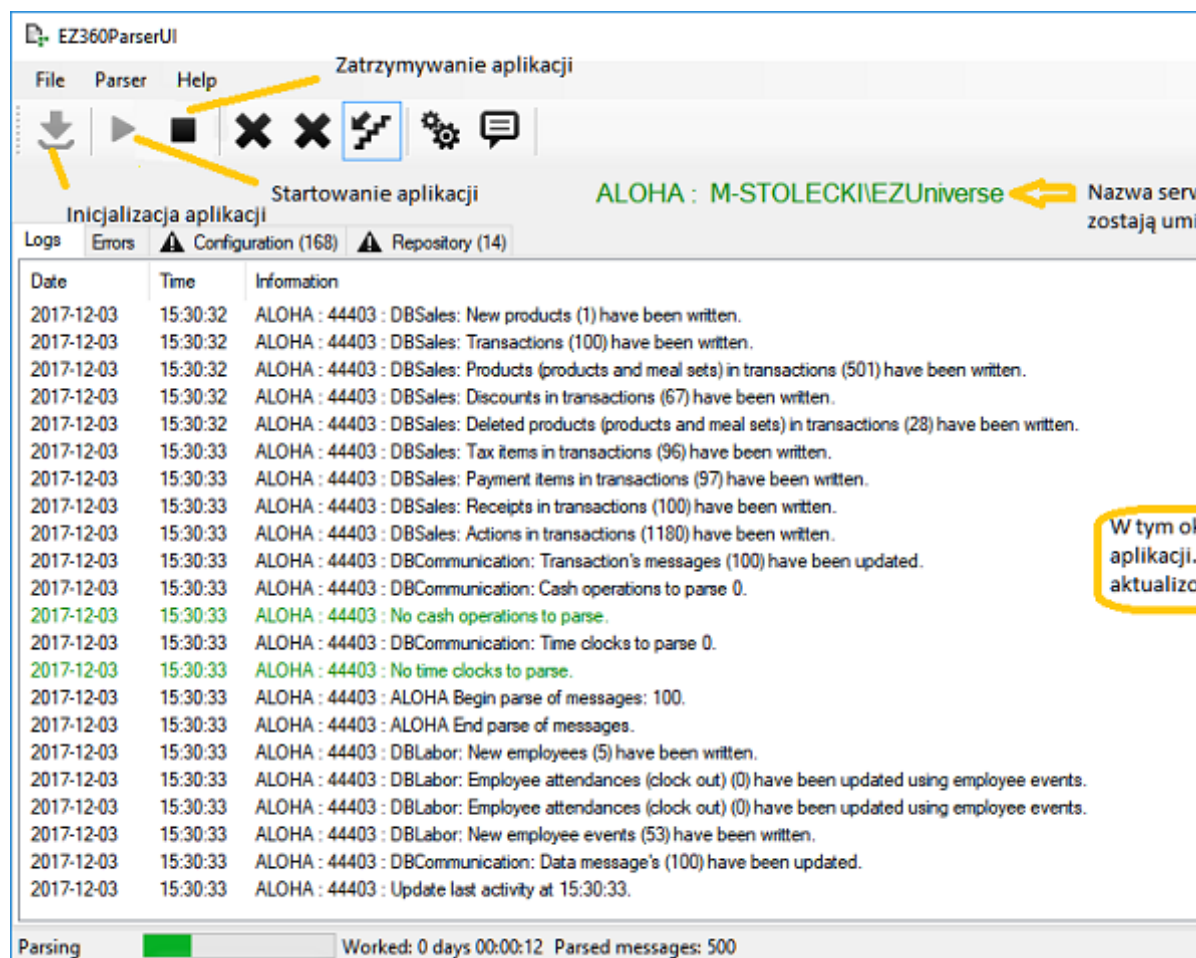 EZ360ParserUI
Zatrzymywanie aplikacji
File Parser Help
Startowanie aplikacji
Inicjalizacja aplikacji
ALOHA : M-STOLECKI\EZUniverse
Nazwa
zostają
Logs Errors Configuration (168) Repository (14)
Date Time Information
2017-12-03 15:30:32 ALOHA : 44403 : DBSales: New products (1) have been written.
2017-12-03 15:30:32 ALOHA : 44403 : DBSales: Transactions (100) have been written.
2017-12-03 15:30:32 ALOHA : 44403 : DBSales: Products (products and meal sets) in transactions (501) have been written.
2017-12-03 15:30:32 ALOHA : 44403 : DBSales: Discounts in transactions (67) have been written.
2017-12-03 15:30:32 ALOHA : 44403 : DBSales: Deleted products (products and meal sets) in transactions (28) have been written.
2017-12-03 15:30:33 ALOHA : 44403 : DBSales: Tax items in transactions (96) have been written.
2017-12-03 15:30:33 ALOHA : 44403 : DBSales: Payment items in transactions (97) have been written.
2017-12-03 15:30:33 ALOHA : 44403 : DBSales: Receipts in transactions (100) have been written.
2017-12-03 15:30:33 ALOHA : 44403 : DBSales: Actions in transactions (1180) have been written.
2017-12-03 15:30:33 ALOHA : 44403 : DBCommunication: Transaction's messages (100) have been updated.
2017-12-03 15:30:33 ALOHA : 44403 : DBCommunication: Cash operations to parse 0.
2017-12-03 15:30:33 ALOHA : 44403 : No cash operations to parse.
2017-12-03 15:30:33 ALOHA : 44403 : DBCommunication: Time clocks to parse 0.
2017-12-03 15:30:33 ALOHA : 44403 : No time clocks to parse.
2017-12-03 15:30:33 ALOHA : 44403 : ALOHA Begin parse of messages: 100.
2017-12-03 15:30:33 ALOHA : 44403 : ALOHA End parse of messages.
2017-12-03 15:30:33 ALOHA : 44403 : DBLabor: New employees (5) have been written.
2017-12-03 15:30:33 ALOHA : 44403 : DBLabor: Employee attendances (clock out) (0) have been updated using employee events.
2017-12-03 15:30:33 ALOHA : 44403 : DBLabor: Employee attendances (clock out) (0) have been updated using employee events.
2017-12-03 15:30:33 ALOHA : 44403 : DBLabor: New employee events (53) have been written.
2017-12-03 15:30:33 ALOHA : 44403 : DBCommunication: Data message's (100) have been updated.
2017-12-03 15:30:33 ALOHA : 44403 : Update last activity at 15:30:33.
W tym
aplikacji.
Parsing Worked: 0 days 00:00:12 Parsed messages: 500